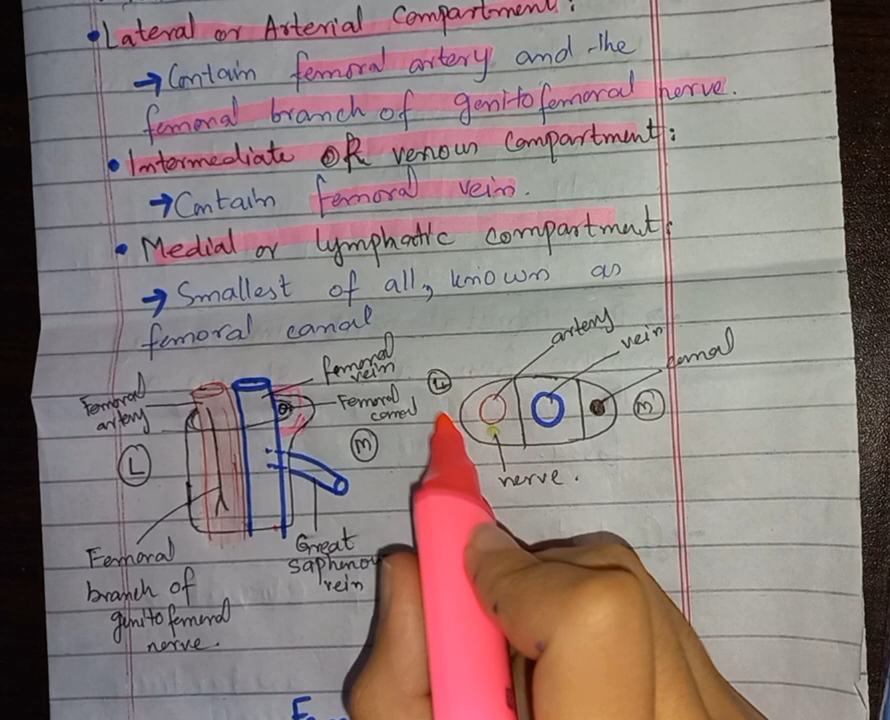 • Lateral or Arterial Compartment:
→ Contain femoral artery and the
femoral branch of genitofemoral nerve.
• Intermediate OR venous compartment:
→ Contain femoral vein.
• Medial or lymphatic compartment:
→ Smallest of all, known as
femoral canal
Femoral
artery
femoral
vein
Femoral
canal
L
M
Femoral
branch of
genitofemoral
nerve.
Great
saphenous
vein
artery
vein
L
M
nerve.